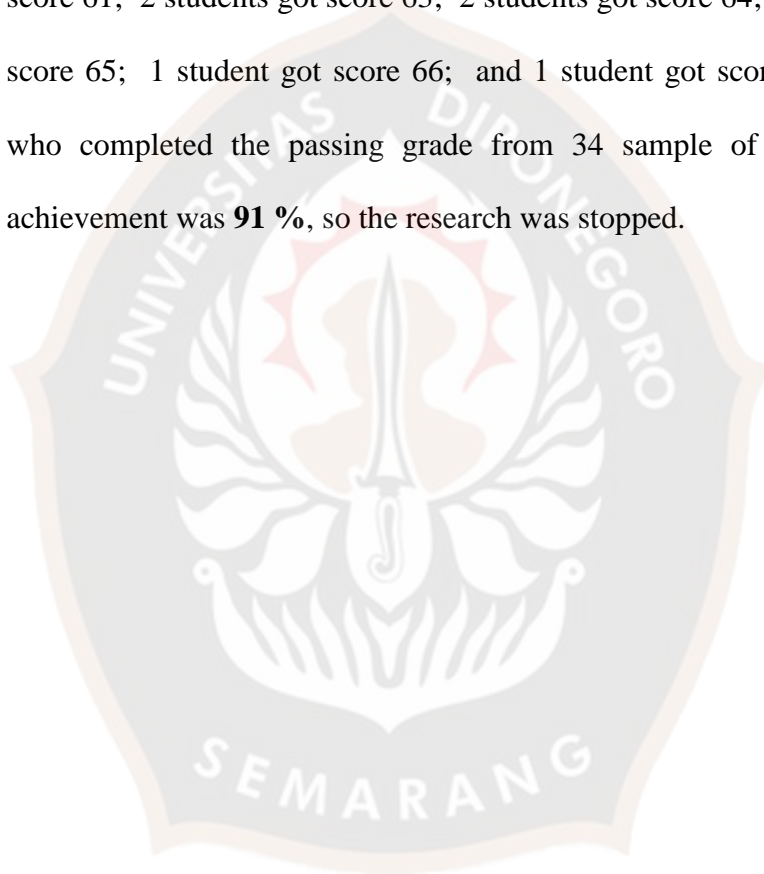 score 61; 2 students got score 63; 2 students got score 64;
score 65; 1 student got score 66; and 1 student got
who completed the passing grade from 34 sample of
achievement was 91 %, so the research was stopped.
UNIVERSITAS DIPONEGORO
SEMARANG